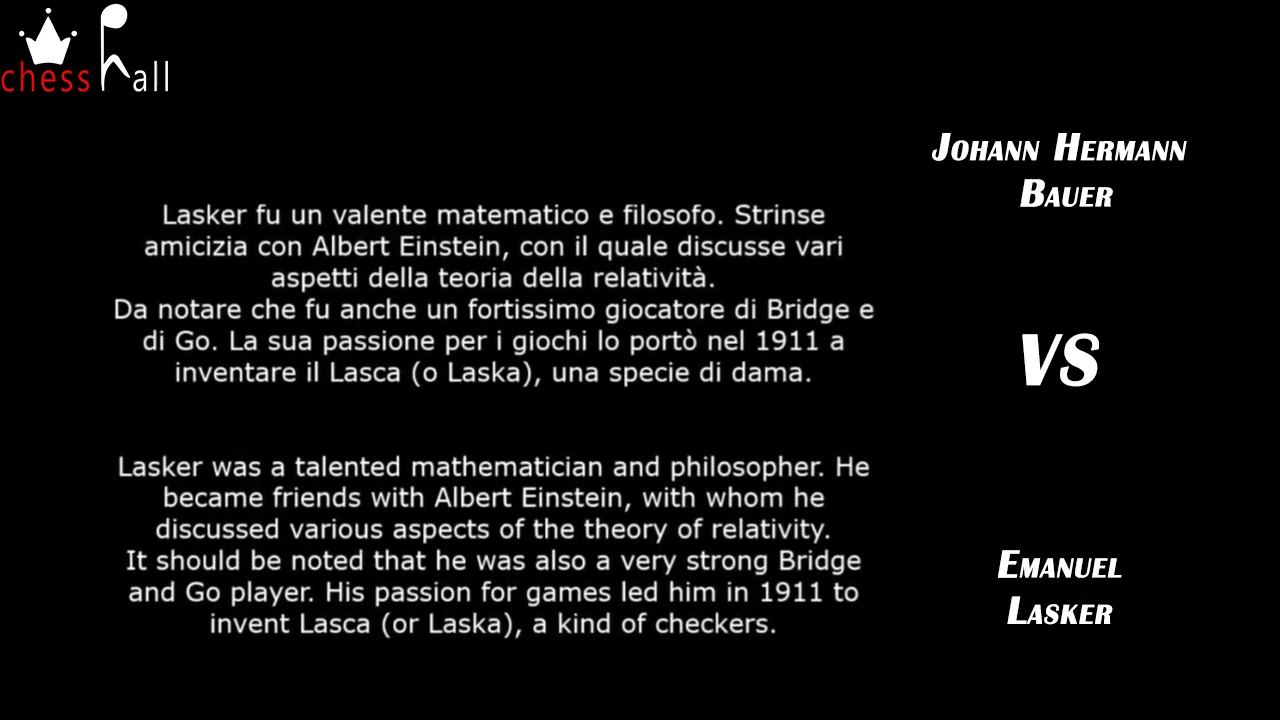 chess hall
Lasker fu un valente matematico e filosofo. Strinse
amicizia con Albert Einstein, con il quale discusse vari
aspetti della teoria della relatività.
Da notare che fu anche un fortissimo giocatore di Bridge e
di Go. La sua passione per i giochi lo portò nel 1911 a
inventare il Lasca (o Laska), una specie di dama.
Lasker was a talented mathematician and philosopher. He
became friends with Albert Einstein, with whom he
discussed various aspects of the theory of relativity.
It should be noted that he was also a very strong Bridge
and Go player. His passion for games led him in 1911 to
invent Lasca (or Laska), a kind of checkers.
Johann Hermann
Bauer
VS
Emanuel
Lasker